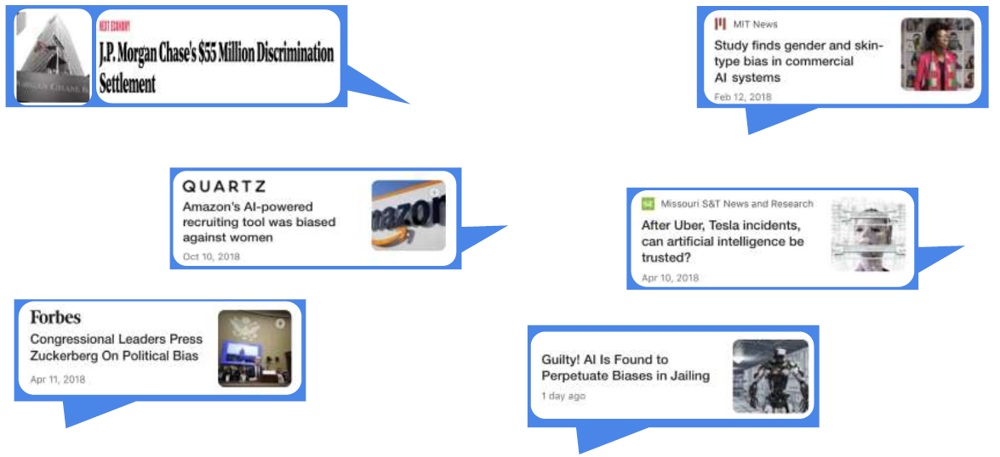 NEXT ECONOMY
J.P. Morgan Chase's $55 Million Discrimination
Settlement
MIT News
Study finds gender and skin-
type bias in commercial
AI systems
Feb 12, 2018
QUARTZ
Amazon's AI-powered
recruiting tool was biased
against women
Oct 10, 2018
Missouri S&T News and Research
After Uber, Tesla incidents,
can artificial intelligence be
trusted?
Apr 10, 2018
Forbes
Congressional Leaders Press
Zuckerberg On Political Bias
Apr 11, 2018
Guilty! AI Is Found to
Perpetuate Biases in Jailing
1 day ago